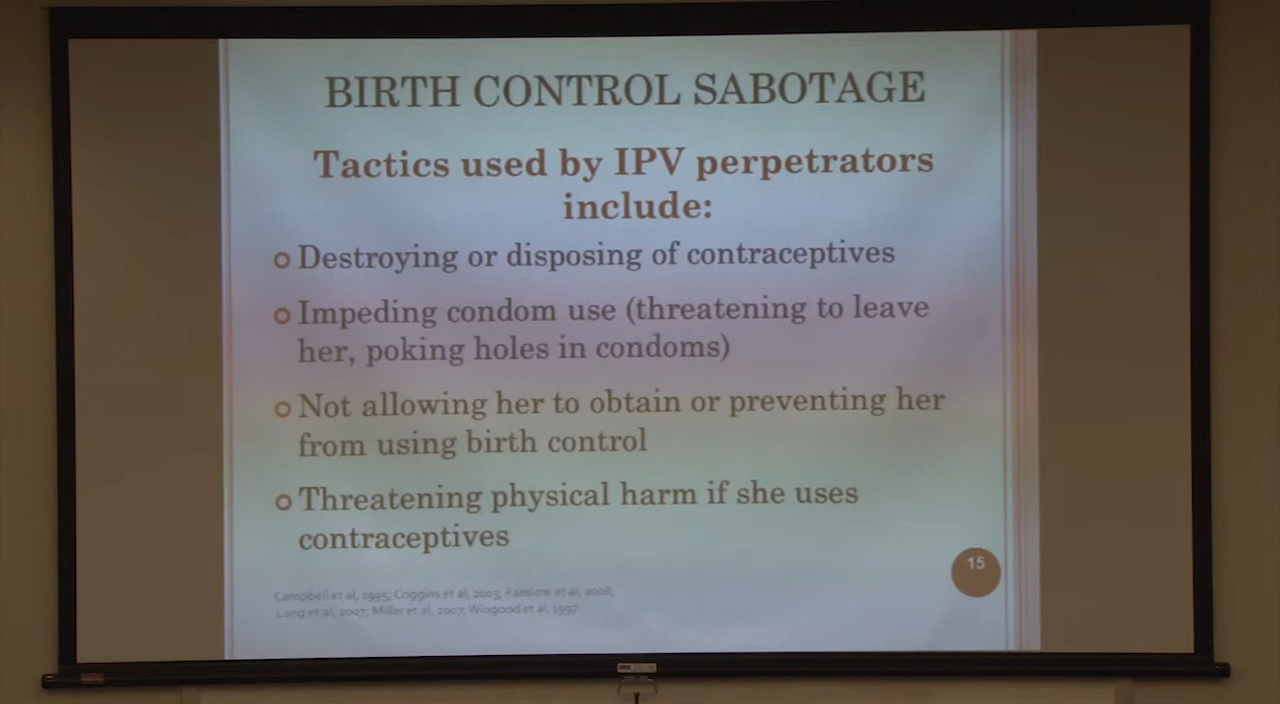 BIRTH CONTROL SABOTAGE
Tactics used by IPV perpetrators
include:
Destroying or disposing of contraceptives
Impeding condom use (threatening to leave
her, poking holes in condoms)
Not allowing her to obtain or preventing her
from using birth control
Threatening physical harm if she uses
contraceptives
15
Campbell et al, 1995; Coggins et al, 2003; et al, 2008;
Lang et al, 2007; Miller et al, 2007; Wingood et al, 1997